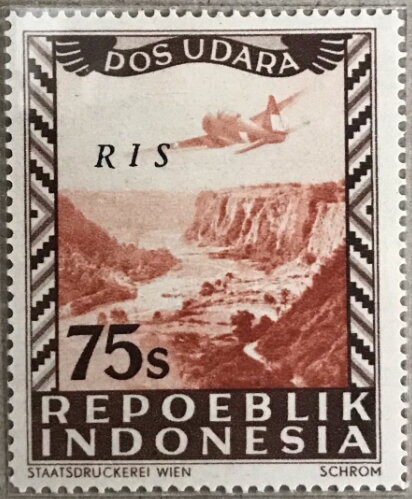 DOS UDARA
RIS
75s
REPOEBLIK
INDONESIA
STAATSDRUCKEREI WIEN SCHROM